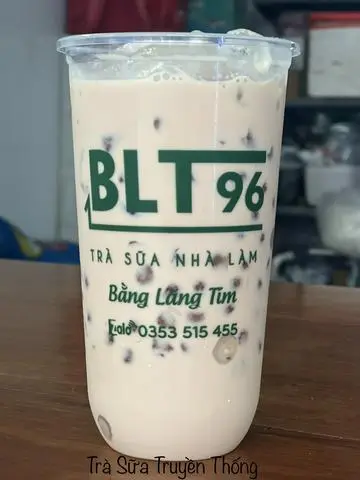 BLT 96
TRÀ SỮA NHÀ LÀM
Bằng Lăng Tím
Zalo 0353 515 455
Trà Sữa Truyền Thống